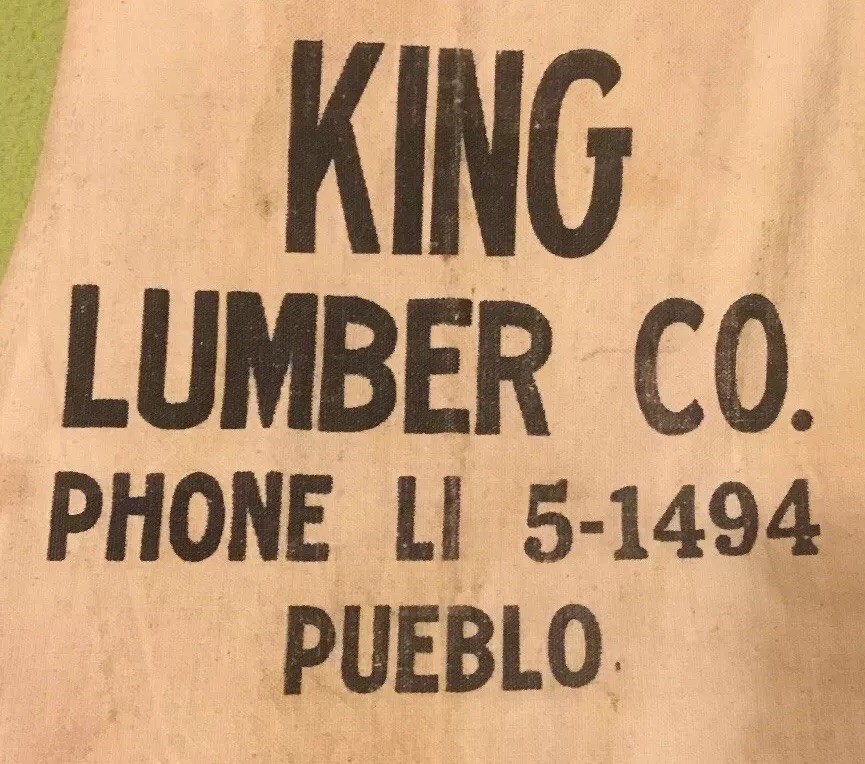 KING
LUMBER CO.
PHONE LI 5-1494
PUEBLO